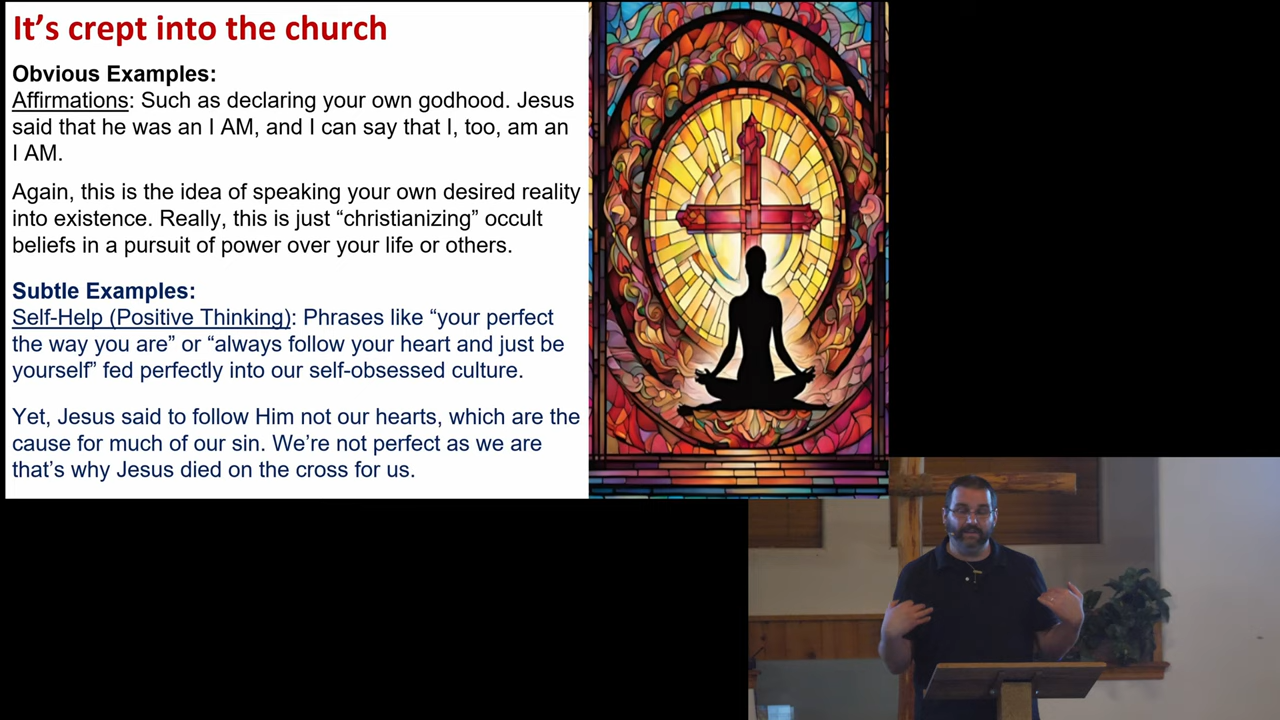 It’s crept into the church
Obvious Examples:
Affirmations: Such as declaring your own godhood. Jesus
said that he was an I AM, and I can say that I, too, am an
I AM.
Again, this is the idea of speaking your own desired reality
into existence. Really, this is just “christianizing” occult
beliefs in a pursuit of power over your life or others.
Subtle Examples:
Self-Help (Positive Thinking): Phrases like “your perfect
the way you are” or “always follow your heart and just be
yourself” fed perfectly into our self-obsessed culture.
Yet, Jesus said to follow Him not our hearts, which are the
cause for much of our sin. We’re not perfect as we are
that’s why Jesus died on the cross for us.